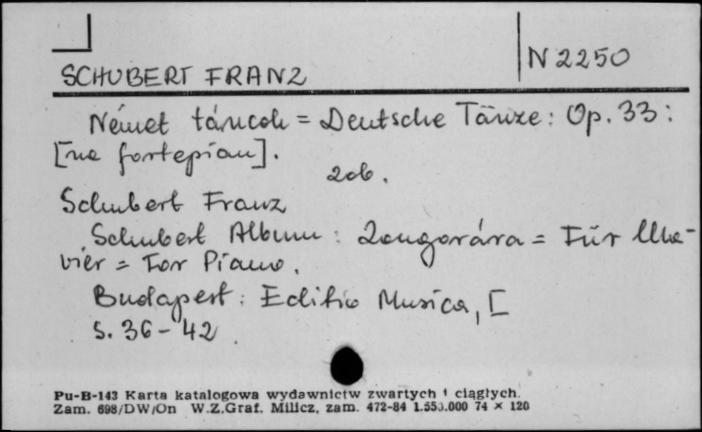 N 2250
SCHUBERT FRANZ
Német táncok = Deutsche Tänze: Op. 33:
[na fortepian].
zob.
Schubert Franz
Schubert Album: Zongorára = Für Kla-
vier = For Piano.
Budapest: Editio Musica, [
S. 36-42
Pu-B-143 Karta katalogowa wydawnictw zwartych i ciągłych.
Zam. 698/DW/On W.Z.Graf. Milicz, zam. 472-84 1.550.000 74 × 120